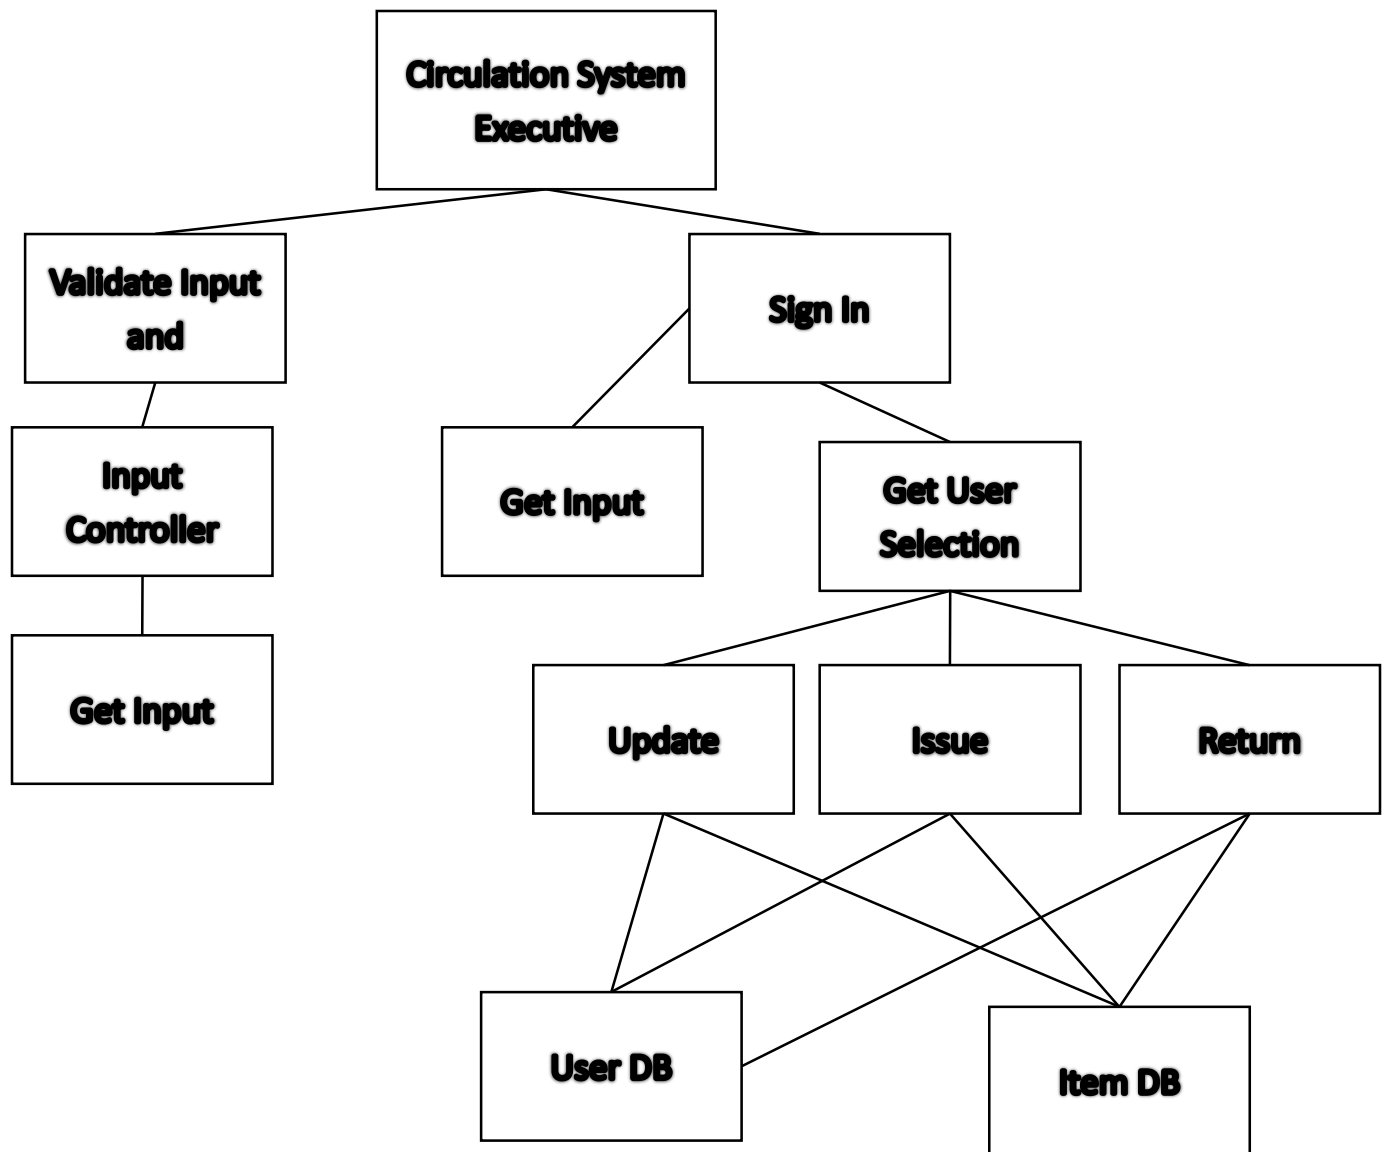 Circulation System
Executive
Validate Input
and
Sign In
Input
Controller
Get Input
Get User
Selection
Get Input
Update
Issue
Return
User DB
Item DB